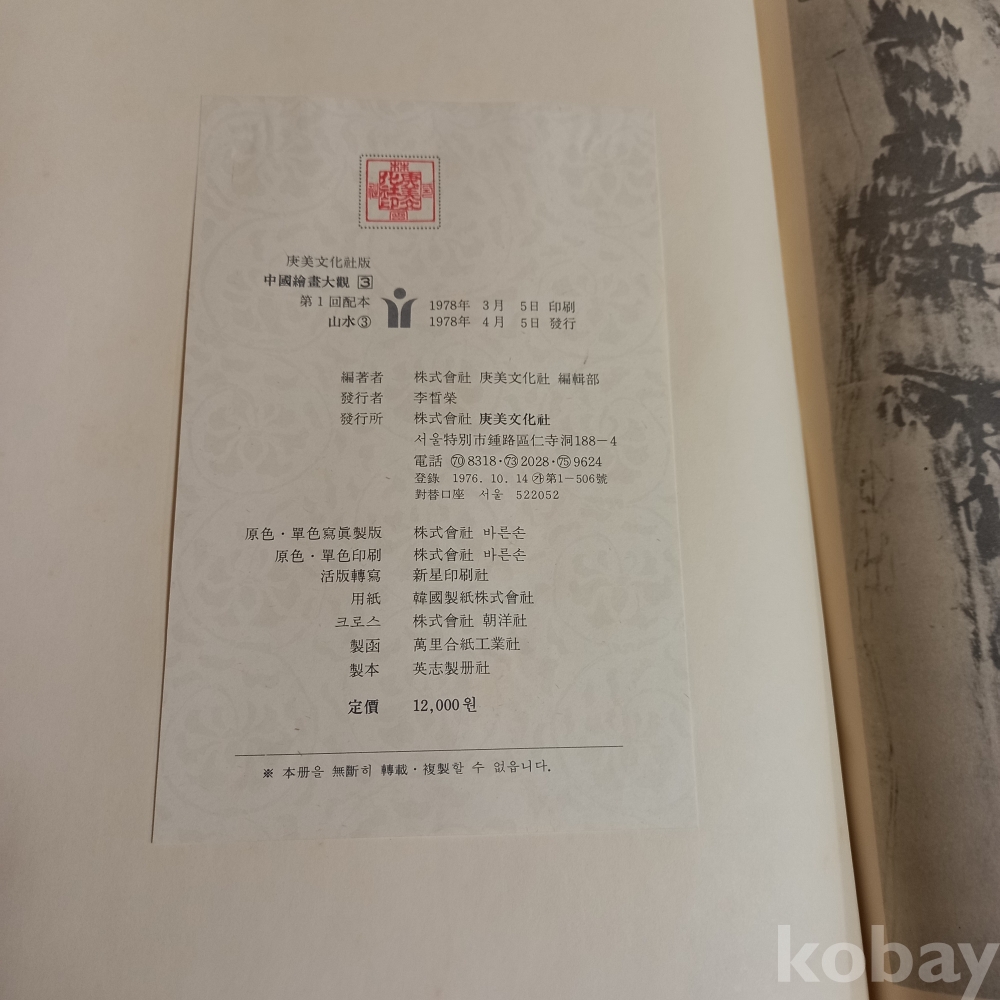 庚美文化社版
中國繪畫大觀 3
第1回配本
山水③
1978年 3月 5日 印刷
1978年 4月 5日 發行
編著者 株式會社 庚美文化社 編輯部
發行者 李晳榮
發行所 株式會社 庚美文化社
서울特別市鍾路區仁寺洞188-4
電話 ⑦⓪8318·⑦③2028·⑦⑤9624
登錄 1976. 10. 14 ㉮第1-506號
對替口座 서울 522052
原色·單色寫眞製版 株式會社 바른손
原色·單色印刷 株式會社 바른손
活版轉寫 新星印刷社
用紙 韓國製紙株式會社
크로스 株式會社 朝洋社
製函 萬里合紙工業社
製本 英志製册社
定價 12,000원
※ 本册을 無斷히 轉載·複製할 수 없읍니다.
kobay